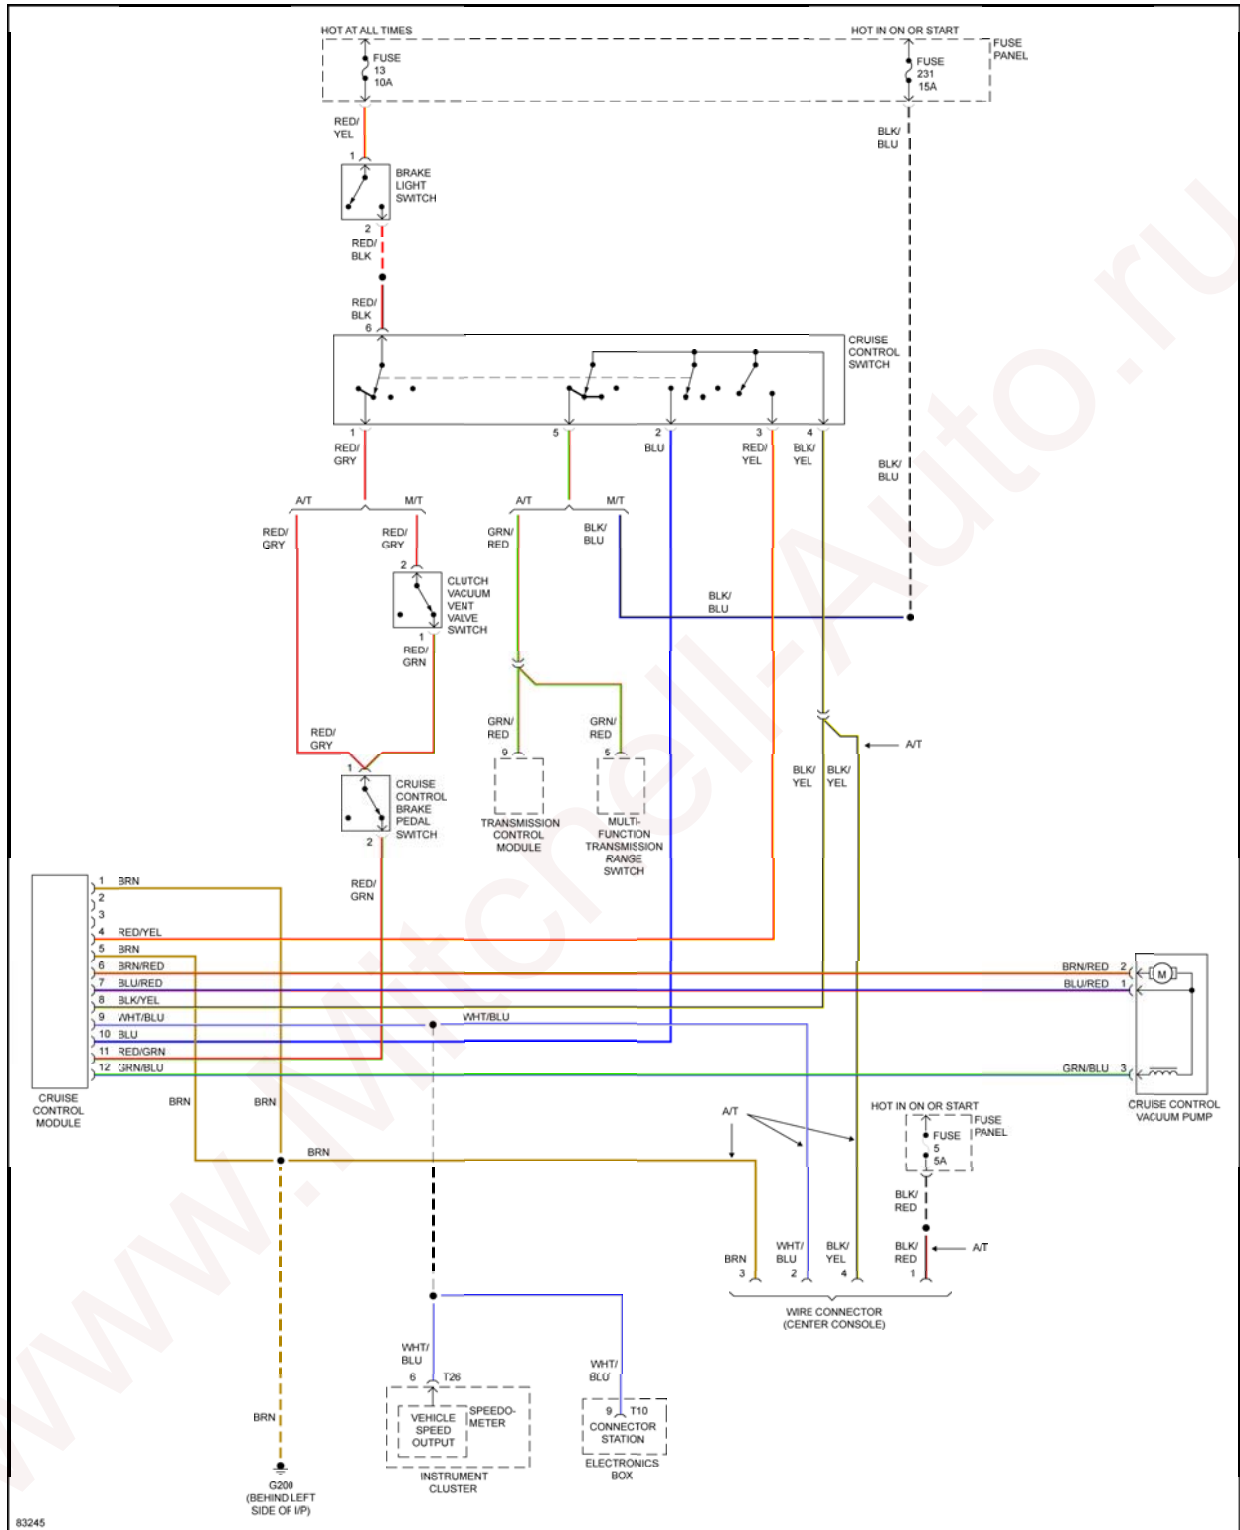 HOT AT ALL TIMES
HOT IN ON OR START
FUSE
PANEL
FUSE
13
10A
FUSE
231
15A
RED/
YEL
BLK/
BLU
1
BRAKE
LIGHT
SWITCH
2
RED/
BLK
RED/
BLK
6
CRUISE
CONTROL
SWITCH
1
5
2
3
4
RED/
GRY
BLU
RED/
YEL
BLK/
YEL
BLK/
BLU
A/T
M/T
A/T
M/T
RED/
GRY
RED/
GRY
GRN/
RED
BLK/
BLU
2
CLUTCH
VACUUM
VENT
VALVE
SWITCH
1
RED/
GRN
BLK/
BLU
RED/
GRY
GRN/
RED
GRN/
RED
A/T
9
5
1
BLK/
YEL
BLK/
YEL
CRUISE
CONTROL
BRAKE
PEDAL
SWITCH
2
TRANSMISSION
CONTROL
MODULE
MULTI-
FUNCTION
TRANSMISSION
RANGE
SWITCH
RED/
GRN
1 BRN
2
3
4 RED/YEL
5 BRN
6 BRN/RED
7 BLU/RED
8 BLK/YEL
9 WHT/BLU
10 BLU
11 RED/GRN
12 GRN/BLU
WHT/BLU
BRN/RED 2
BLU/RED 1
M
GRN/BLU 3
CRUISE
CONTROL
MODULE
CRUISE CONTROL
VACUUM PUMP
BRN
BRN
A/T
HOT IN ON OR START
FUSE
PANEL
FUSE
5
5A
BRN
BLK/
RED
BRN
3
WHT/
BLU
2
BLK/
YEL
4
BLK/
RED
1
A/T
WIRE CONNECTOR
(CENTER CONSOLE)
WHT/
BLU
6 T26
WHT/
BLU
BRN
VEHICLE
SPEED
OUTPUT
SPEEDO-
METER
9 T10
CONNECTOR
STATION
ELECTRONICS
BOX
INSTRUMENT
CLUSTER
G200
(BEHIND LEFT
SIDE OF I/P)
83245
www.Mitchell-Auto.ru